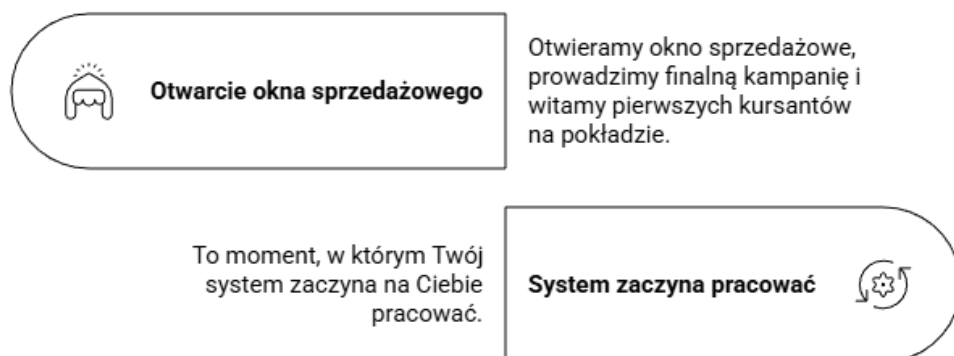 Otwarcie okna sprzedażowego
Otwieramy okno sprzedażowe,
prowadzimy finalną kampanię i
witamy pierwszych kursantów
na pokładzie.
To moment, w którym Twój
system zaczyna na Ciebie
pracować.
System zaczyna pracować